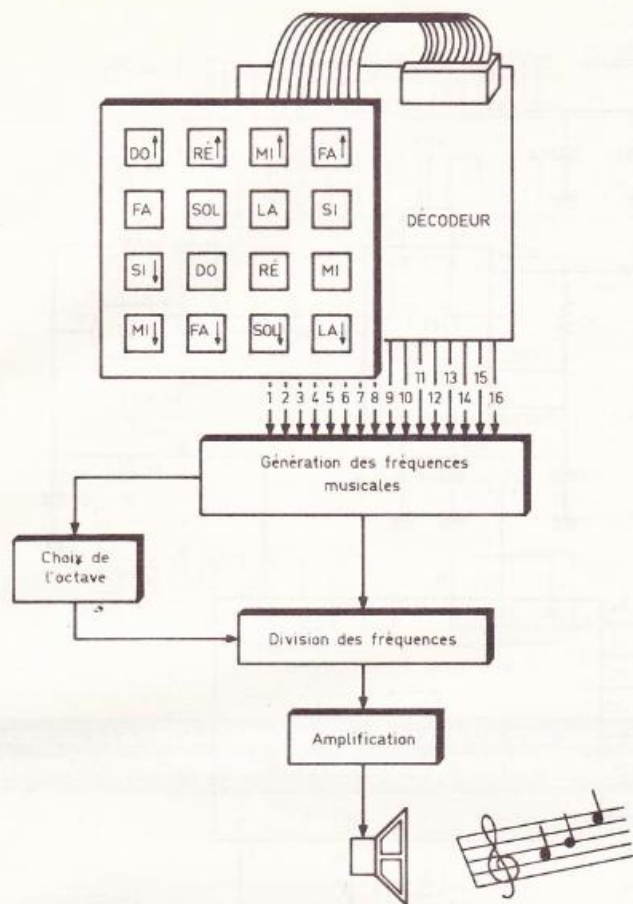 DO↑ RÉ↑ MI↑ FA↑
FA SOL LA SI
SI↓ DO RÉ MI
MI↓ FA↓ SOL↓ LA↓
DÉCODEUR
1 2 3 4 5 6 7 8 9 10 11 12 13 14 15 16
Génération des fréquences
musicales
Choix de
l'octave
Division des fréquences
Amplification